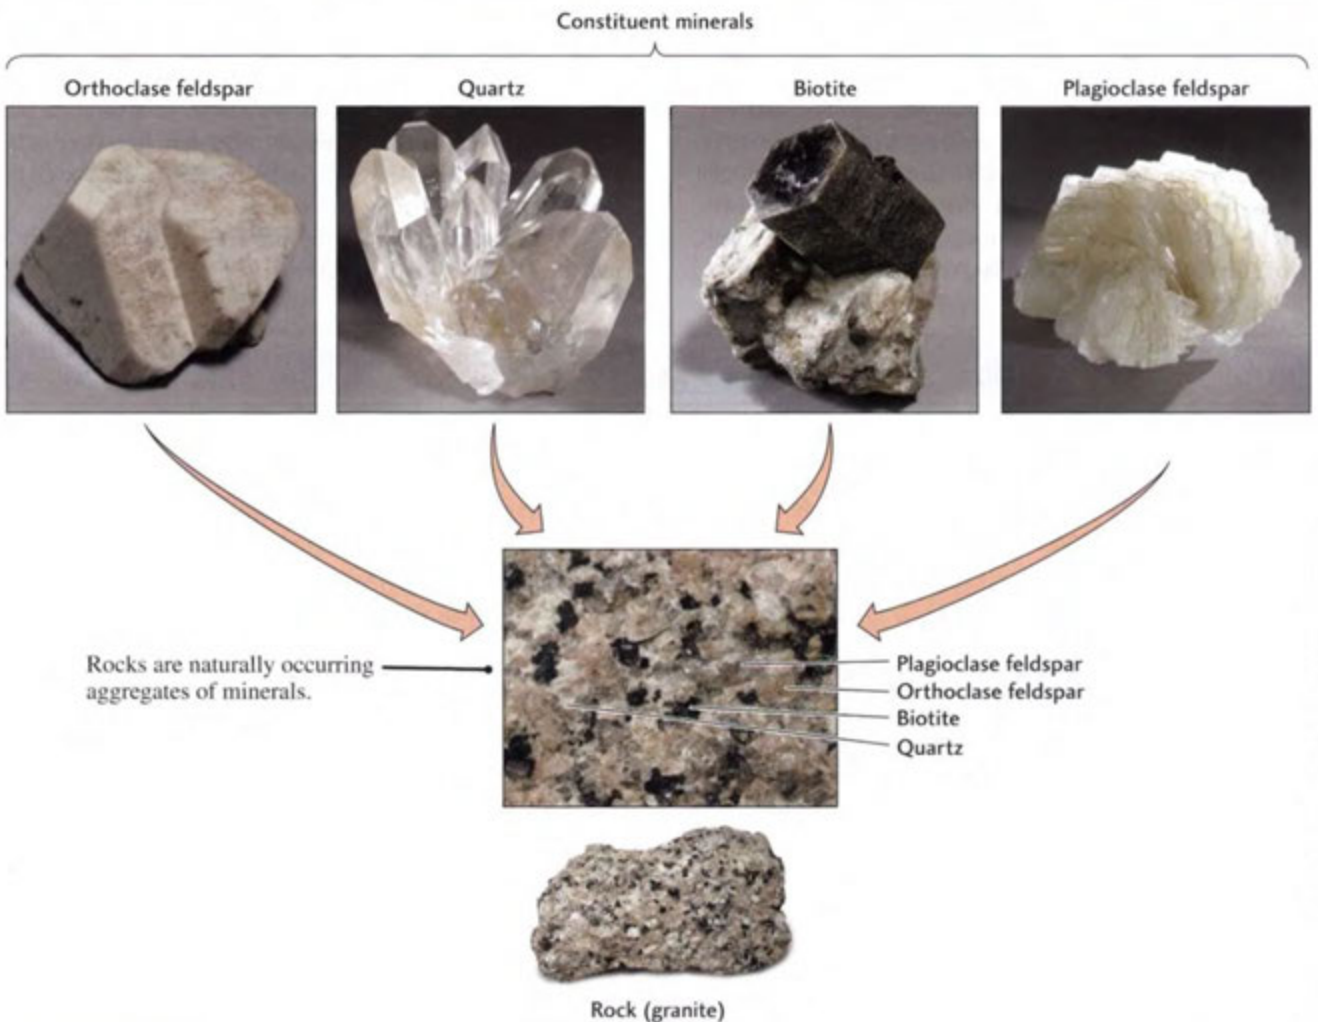 Constituent minerals
Orthoclase feldspar
Quartz
Biotite
Plagioclase feldspar
Rocks are naturally occurring
aggregates of minerals.
Plagioclase feldspar
Orthoclase feldspar
Biotite
Quartz
Rock (granite)